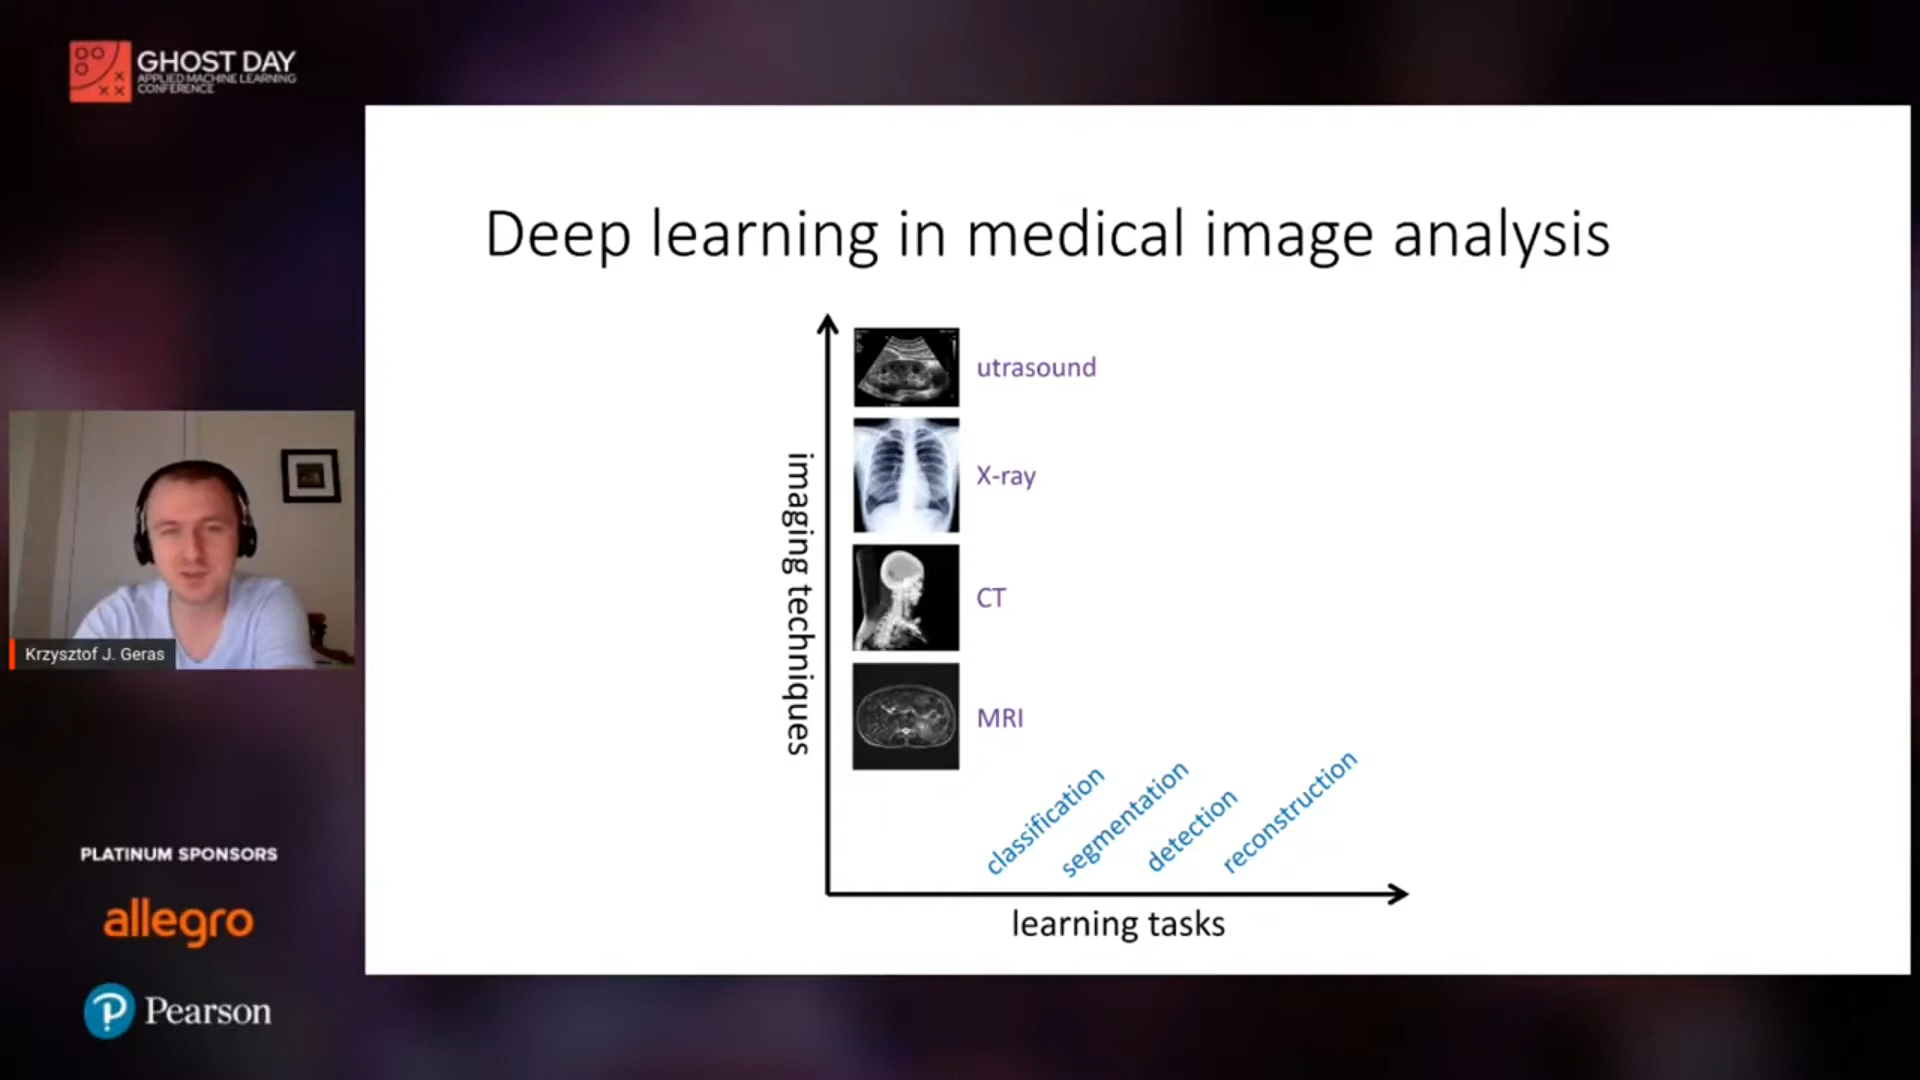 GHOST DAY
APPLIED MACHINE LEARNING
CONFERENCE
Deep learning in medical image analysis
utrasound
X-ray
CT
MRI
imaging techniques
classification
segmentation
detection
reconstruction
learning tasks
Krzysztof J. Geras
PLATINUM SPONSORS
allegro
Pearson